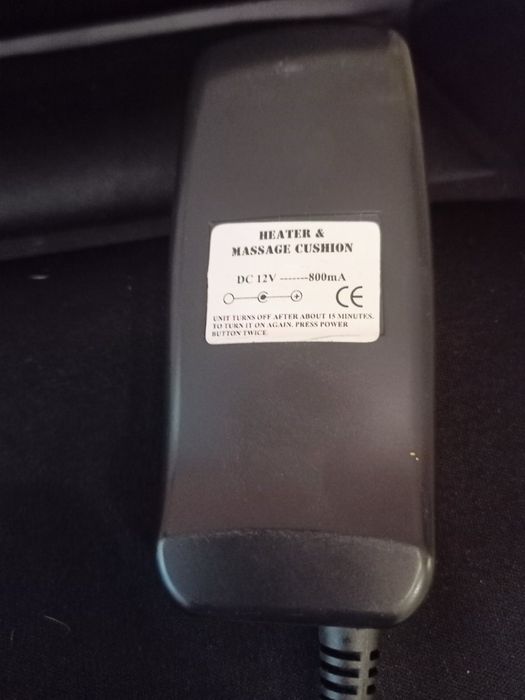 HEATER &
MASSAGE CUSHION
DC 12V -------800mA
+
CE
UNIT TURNS OFF AFTER ABOUT 15 MINUTES.
TO TURN IT ON AGAIN. PRESS POWER
BUTTON TWICE.